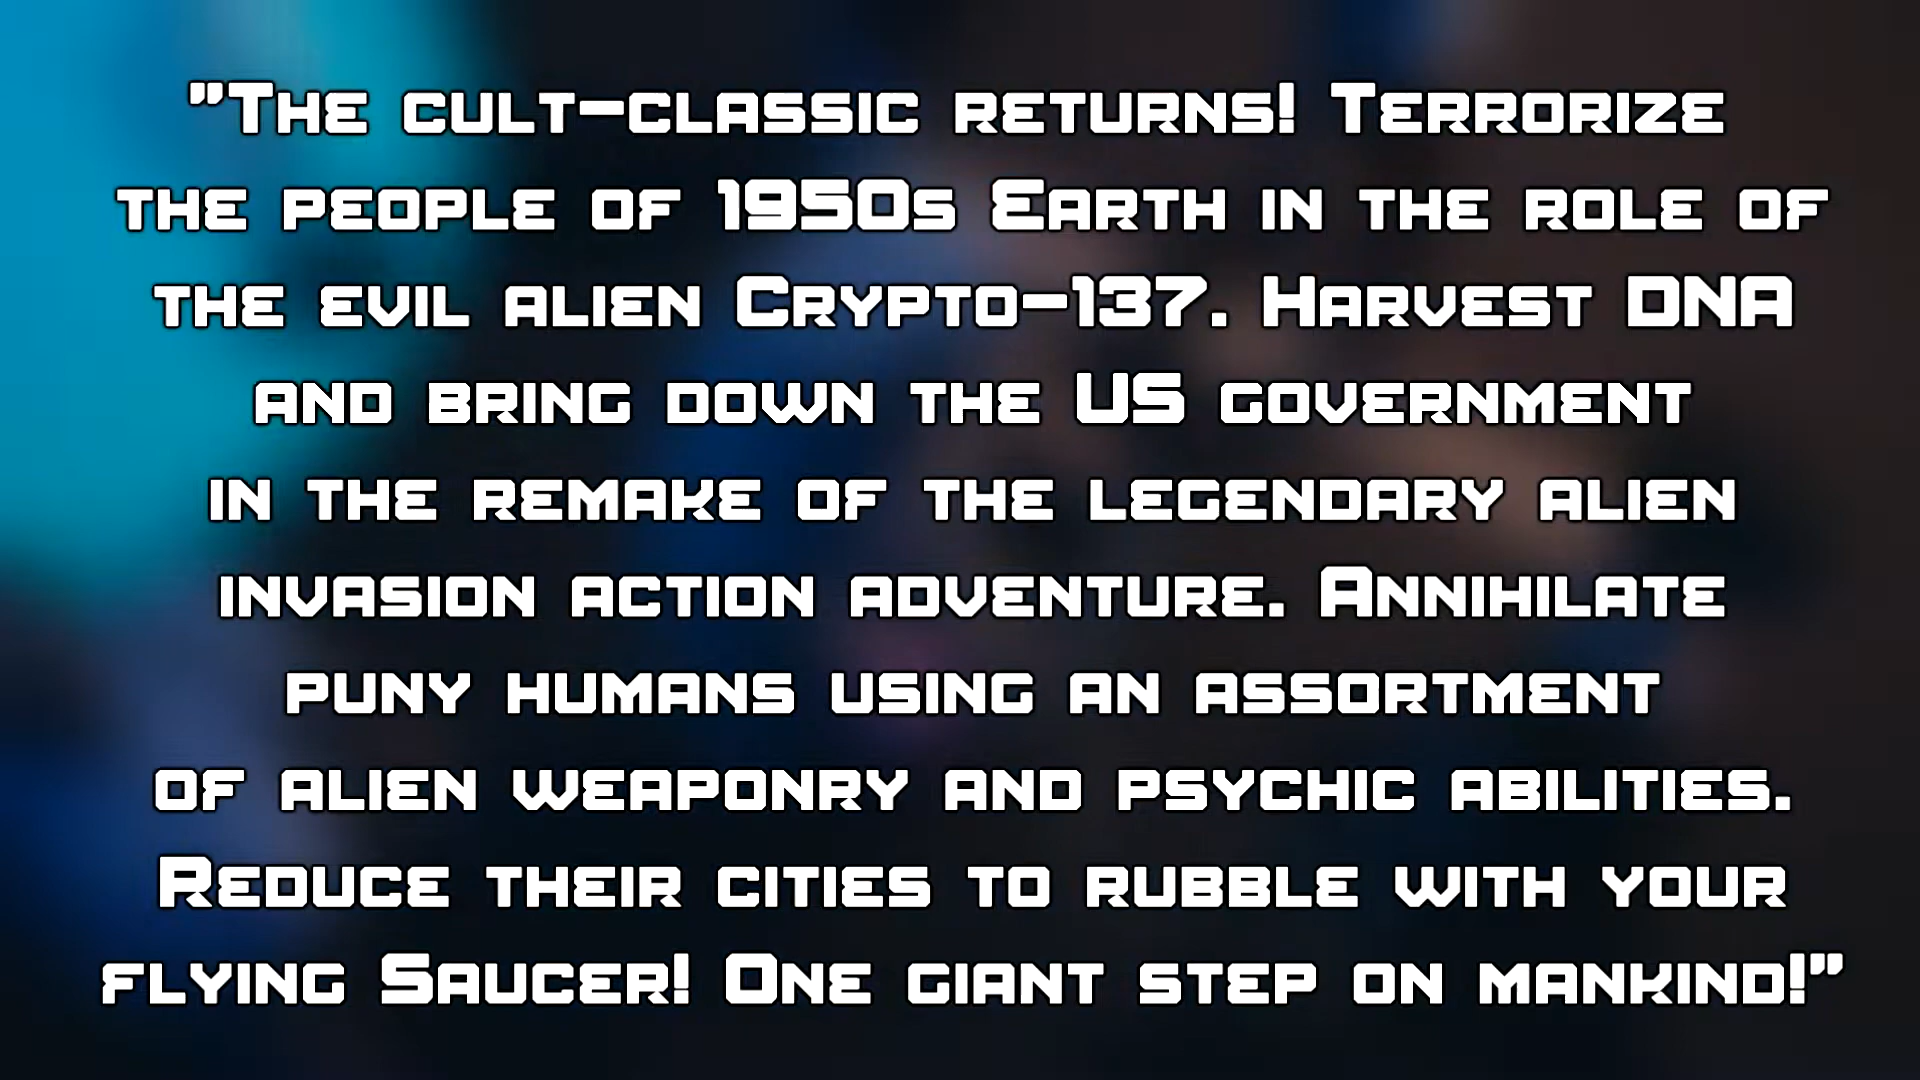 "The cult-classic returns! Terrorize
the people of 1950s Earth in the role of
the evil alien Crypto-137. Harvest DNA
and bring down the US government
in the remake of the legendary alien
invasion action adventure. Annihilate
puny humans using an assortment
of alien weaponry and psychic abilities.
Reduce their cities to rubble with your
flying Saucer! One giant step on mankind!"